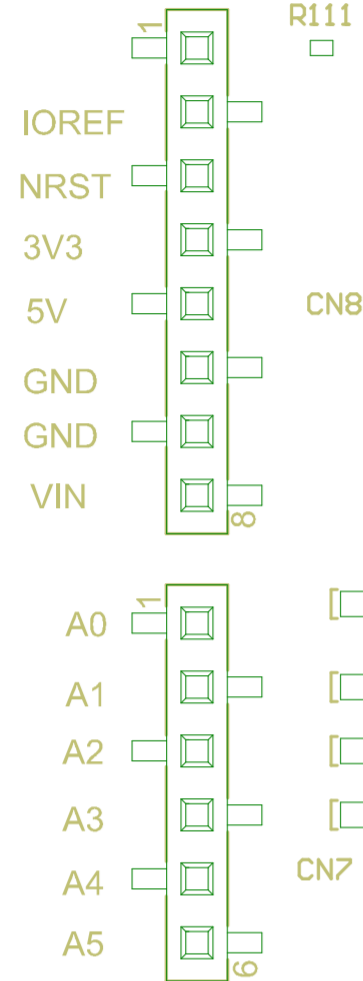 R111
1
IOREF
NRST
3V3
5V
CN8
GND
GND
VIN
8
1
A0
A1
A2
A3
A4
CN7
A5
6